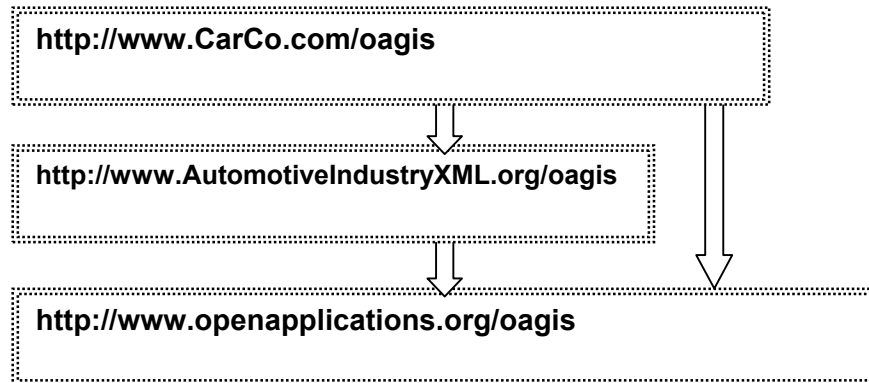 http://www.CarCo.com/oagis
http://www.AutomotiveIndustryXML.org/oagis
http://www.openapplications.org/oagis